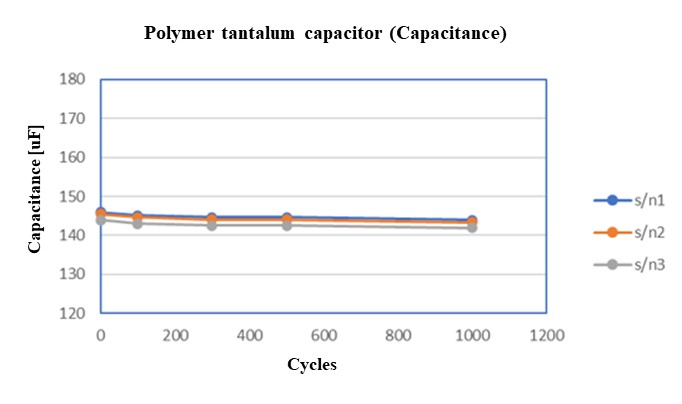 Polymer tantalum capacitor (Capacitance)
180
170
160
150
140
130
120
Capacitance [uF]
0 200 400 600 800 1000 1200
Cycles
s/n1
s/n2
s/n3